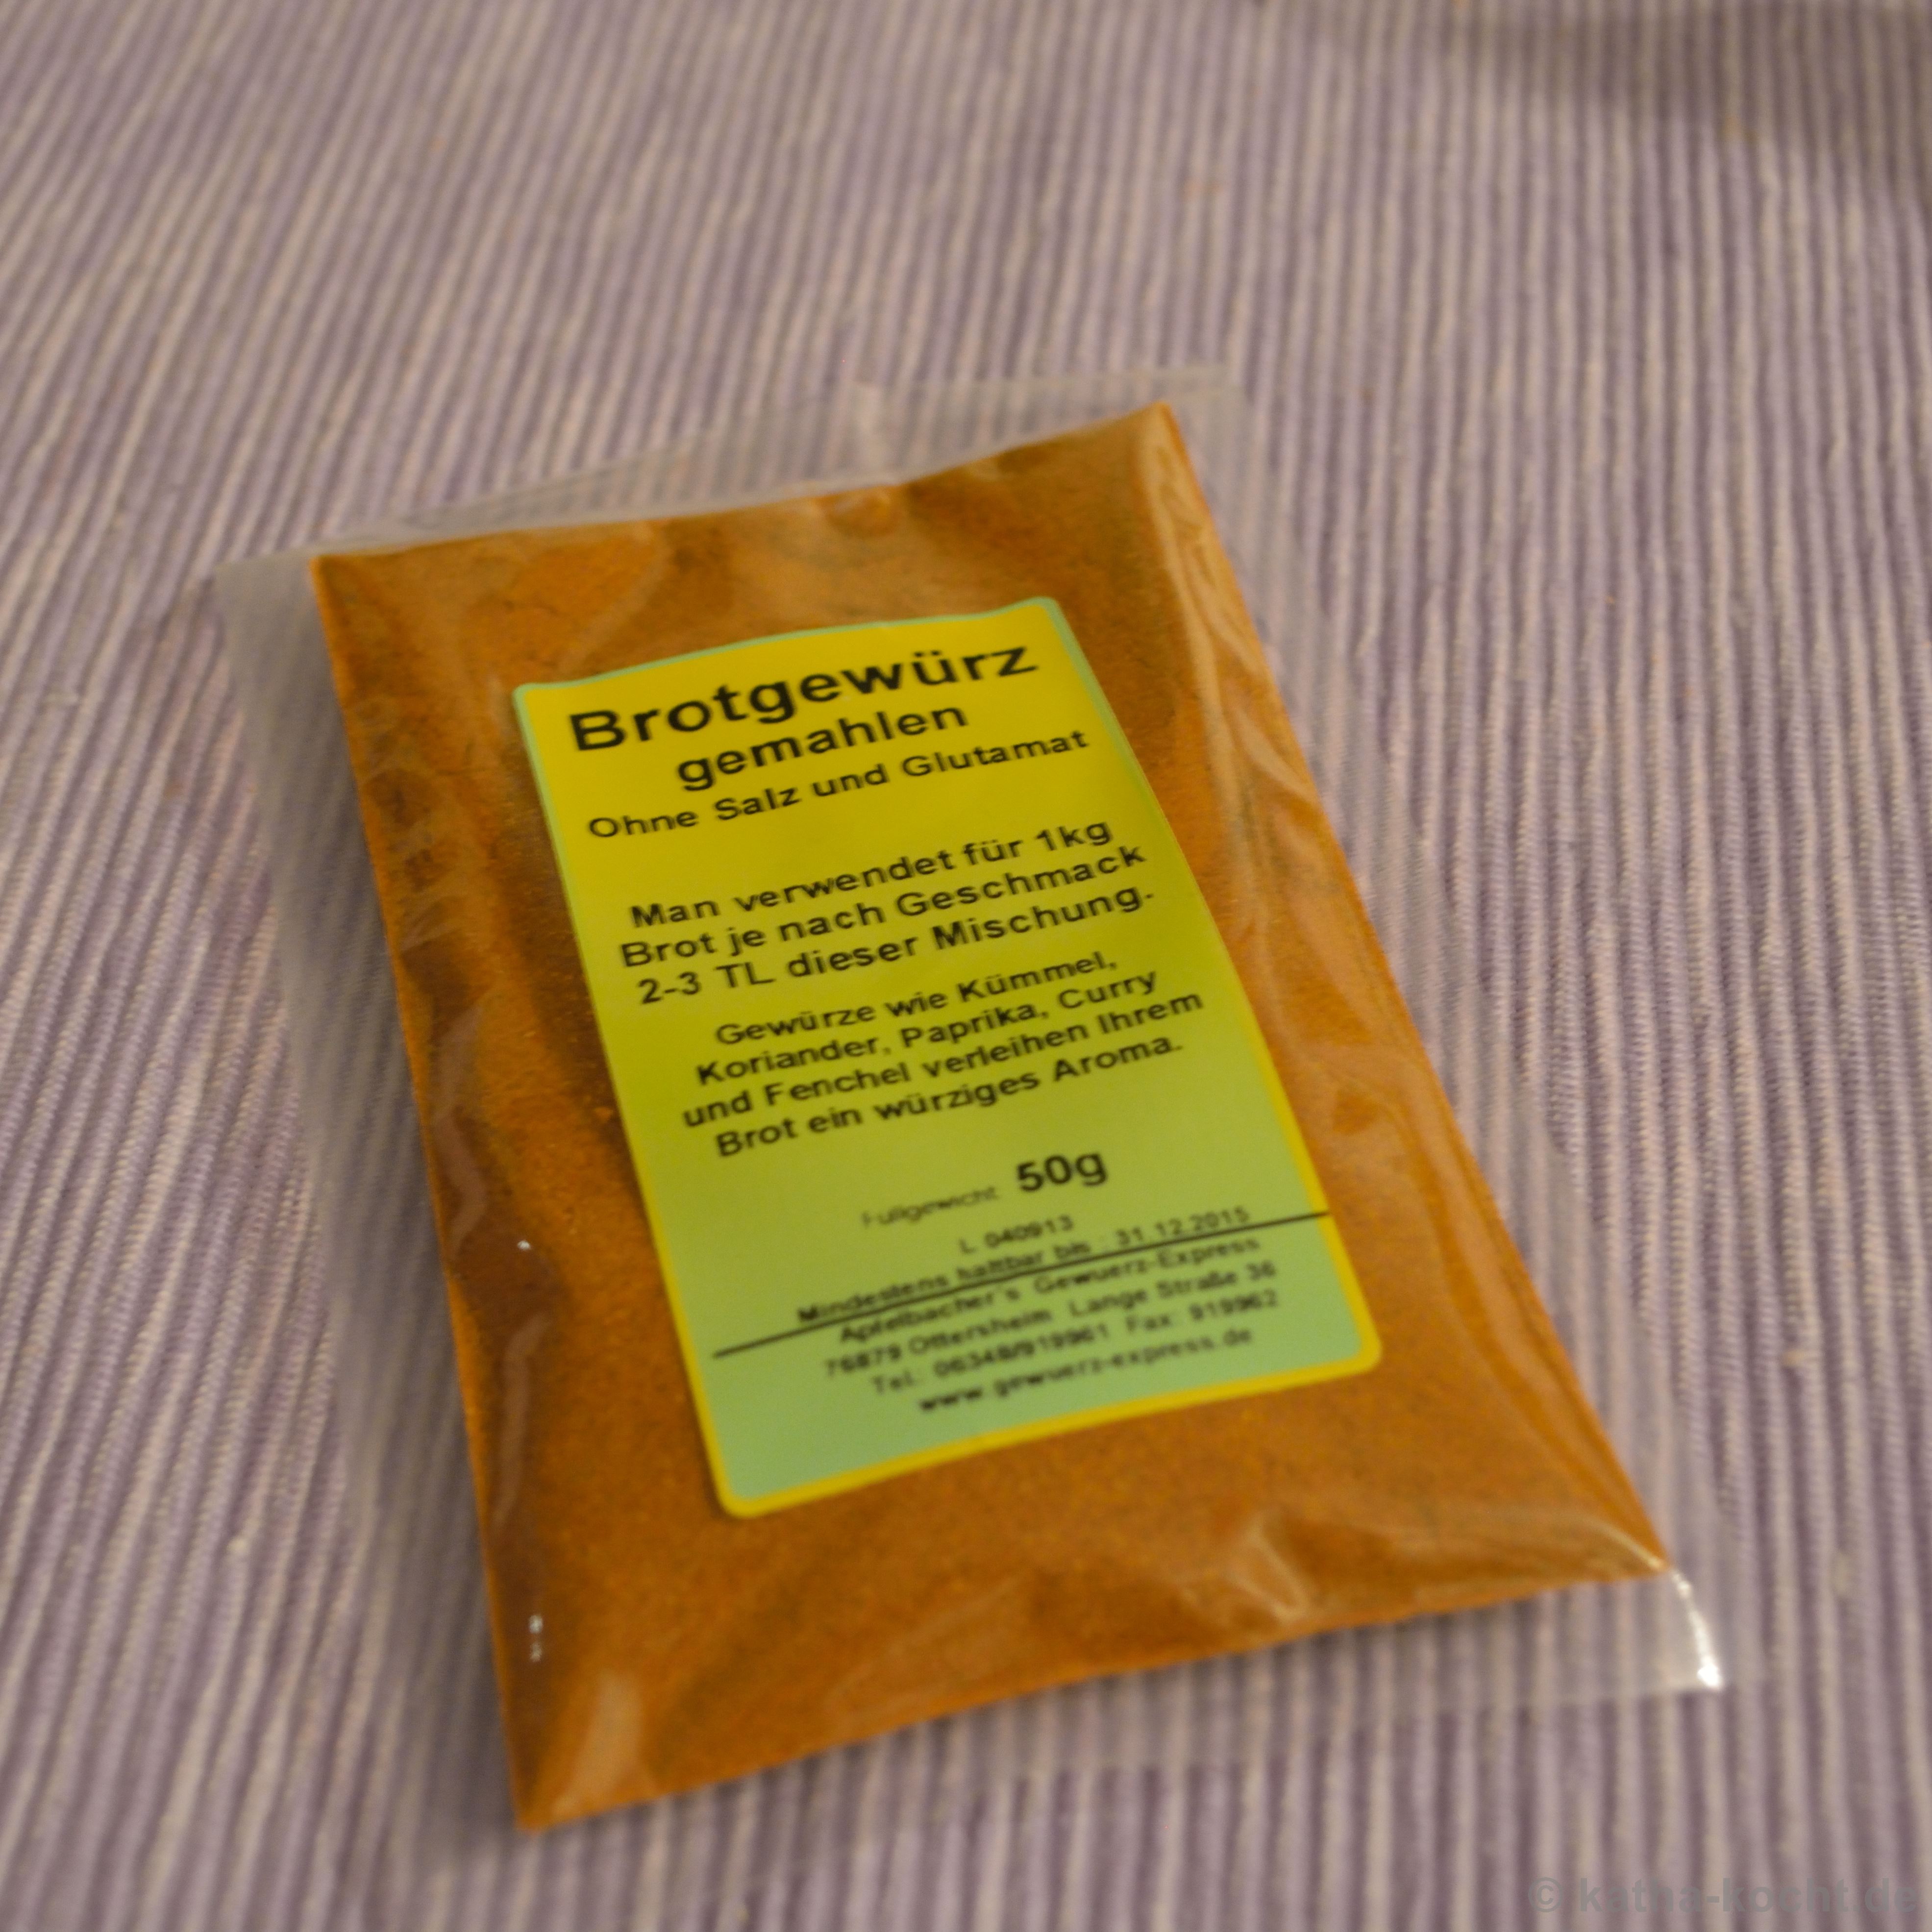 Brotgewürz
gemahlen
Ohne Salz und Glutamat
Man verwendet für 1kg
Brot je nach Geschmack
2-3 TL dieser Mischung.
Gewürze wie Kümmel,
Koriander, Paprika, Curry
und Fenchel verleihen Ihrem
Brot ein würziges Aroma.
Füllgewicht 50g
L 040913
Mindestens haltbar bis : 31.12.2015
Apfelbacher's Gewuerz-Express
76879 Ottersheim Lange Straße 36
Tel.: 06348/919961 Fax: 919962
www.gewuerz-express.de
© katha-kocht.de